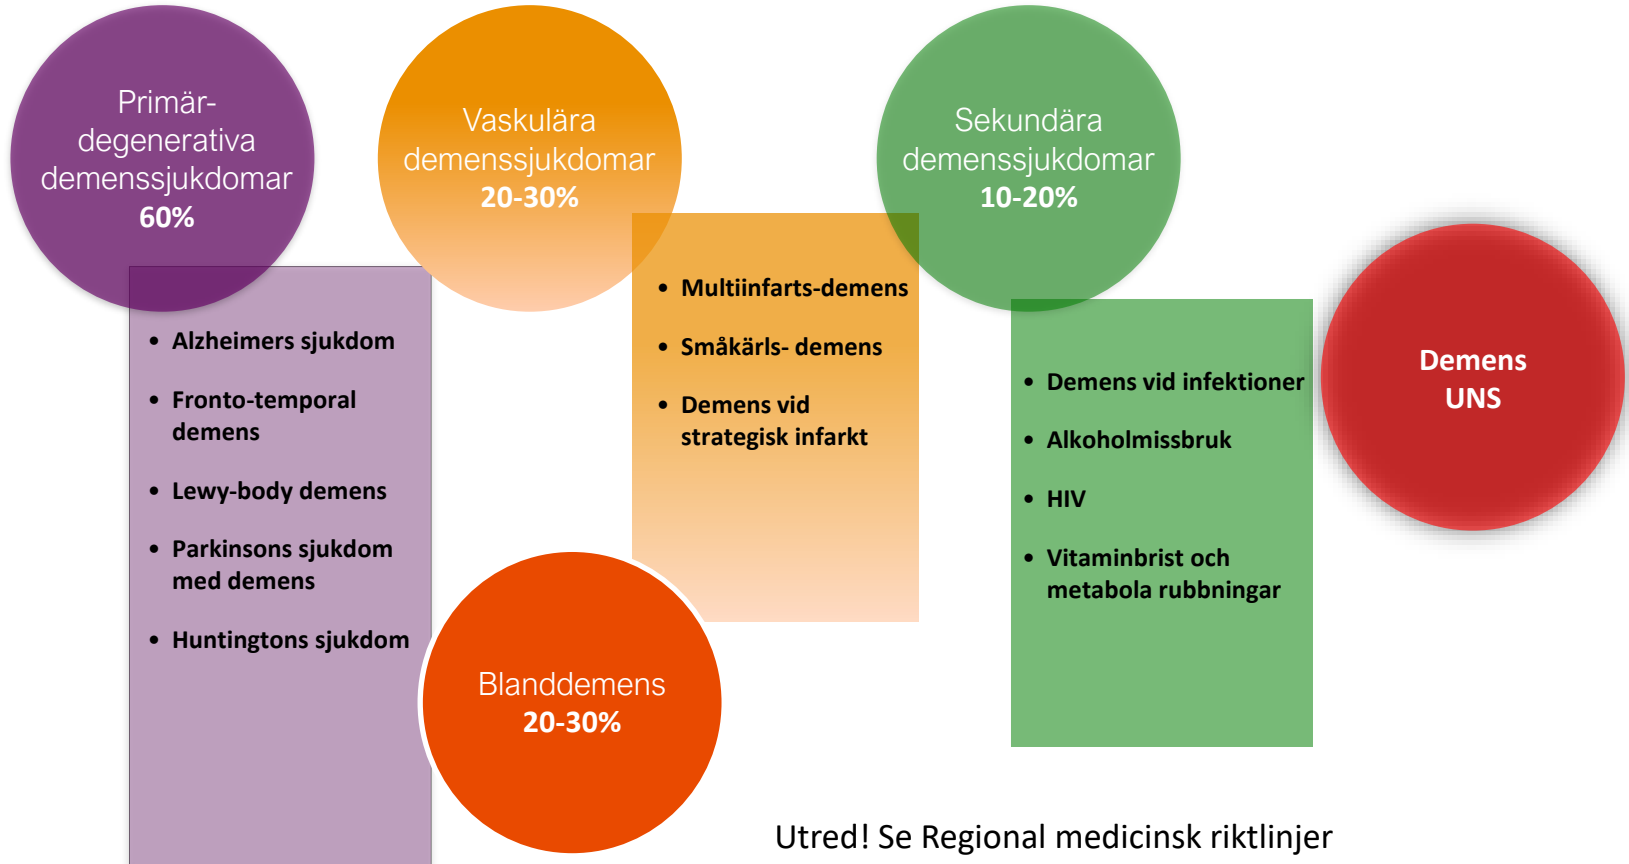 Primär-
degenerativa
demenssjukdomar
60%
• Alzheimers sjukdom
• Fronto-temporal
demens
• Lewy-body demens
• Parkinsons sjukdom
med demens
• Huntingtons sjukdom
Vaskulära
demenssjukdomar
20-30%
• Multiinfarts-demens
• Småkärls- demens
• Demens vid
strategisk infarkt
Blanddemens
20-30%
Sekundära
demenssjukdomar
10-20%
• Demens vid infektioner
• Alkoholmissbruk
• HIV
• Vitaminbrist och
metabola rubbningar
Demens
UNS
Utred! Se Regional medicinsk riktlinjer